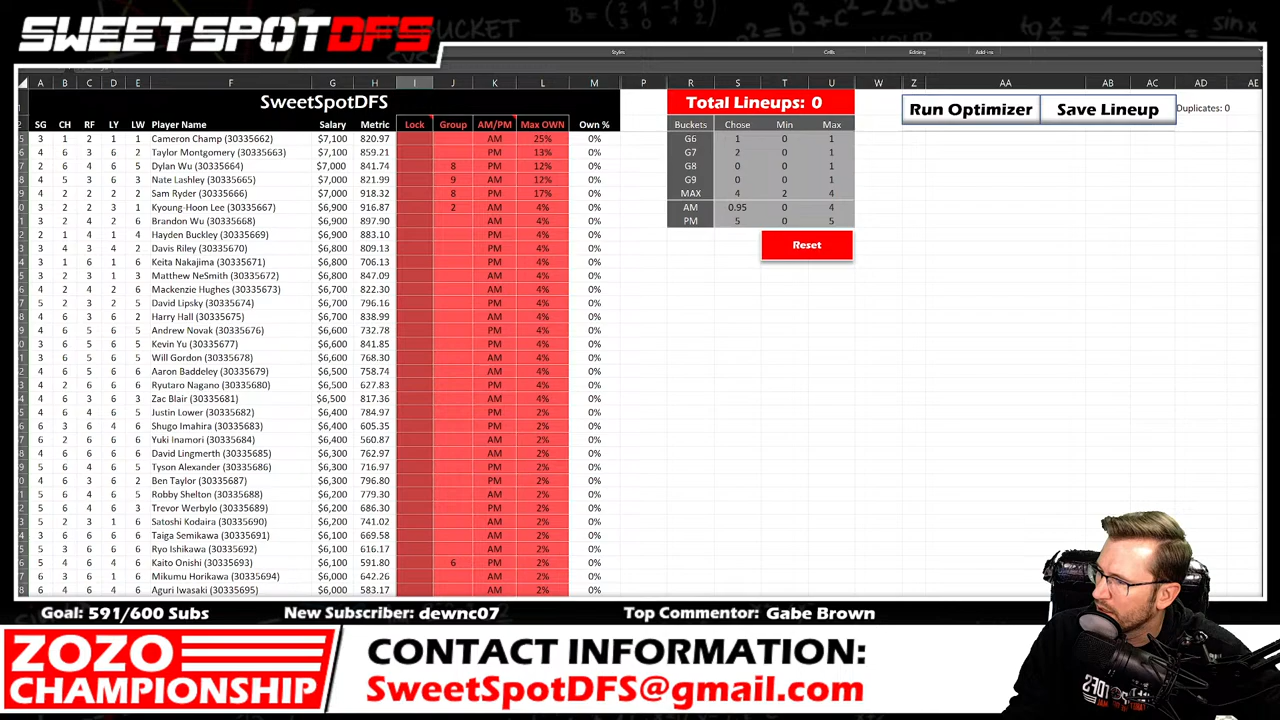 SWEETSPOTDFS
Styles Cells Editing Add-ins
A B C D E F G H I J K L M P R S T U W Z AA AB AC AD AE
SweetSpotDFS Total Lineups: 0 Run Optimizer Save Lineup Duplicates: 0
SG CH RF LY LW Player Name Salary Metric Lock Group AM/PM Max OWN Own % Buckets Chose Min Max
3 1 2 1 1 Cameron Champ (30335662) $7,100 820.97 AM 25% 0% G6 1 0 1
4 6 3 6 2 Taylor Montgomery (30335663) $7,100 859.21 PM 13% 0% G7 2 0 1
2 6 4 6 3 Dylan Wu (30335664) $7,000 841.74 8 PM 12% 0% G8 0 0 1
4 5 3 6 5 Nate Lashley (30335665) $7,000 821.99 9 AM 12% 0% G9 0 0 1
4 2 2 2 2 Sam Ryder (30335666) $7,000 918.32 8 PM 17% 0% MAX 4 2 4
3 2 2 3 1 Kyoung-Hoon Lee (30335667) $6,900 916.87 2 PM 4% 0% AM 0.95 0 4
3 2 4 2 6 Brandon Wu (30335668) $6,900 897.90 AM 4% 0% PM 5 0 5
2 1 4 1 4 Hayden Buckley (30335669) $6,900 883.10 PM 4% 0%
3 4 3 4 2 Davis Riley (30335670) $6,800 809.13 AM 4% 0% Reset
3 1 6 1 6 Keita Nakajima (30335671) $6,800 706.13 PM 4% 0%
3 2 3 1 3 Matthew NeSmith (30335672) $6,800 847.09 AM 4% 0%
4 2 4 2 6 Mackenzie Hughes (30335673) $6,700 822.30 AM 4% 0%
5 2 3 2 5 David Lipsky (30335674) $6,700 796.16 PM 4% 0%
3 6 3 6 2 Harry Hall (30335675) $6,700 838.99 AM 4% 0%
4 6 5 6 5 Andrew Novak (30335676) $6,600 732.78 PM 4% 0%
3 6 5 6 5 Kevin Yu (30335677) $6,600 841.85 PM 4% 0%
3 6 5 6 5 Will Gordon (30335678) $6,600 768.30 AM 4% 0%
4 6 5 6 2 Aaron Baddeley (30335679) $6,500 758.74 PM 4% 0%
4 2 6 6 6 Ryutaro Nagano (30335680) $6,500 627.83 PM 4% 0%
4 3 6 6 3 Zac Blair (30335681) $6,500 817.36 AM 4% 0%
5 6 4 6 5 Justin Lower (30335682) $6,400 784.97 PM 2% 0%
6 3 6 4 6 Shugo Imahira (30335683) $6,400 605.35 PM 2% 0%
6 2 6 6 6 Yuki Inamori (30335684) $6,400 560.87 AM 2% 0%
4 6 6 6 6 David Lingmerth (30335685) $6,300 762.97 AM 2% 0%
5 6 4 6 5 Tyson Alexander (30335686) $6,300 716.97 PM 2% 0%
4 6 3 6 2 Ben Taylor (30335687) $6,300 796.80 PM 2% 0%
5 6 4 6 5 Robby Shelton (30335688) $6,200 779.30 AM 2% 0%
6 6 3 6 6 Trevor Werbylo (30335689) $6,200 686.30 PM 2% 0%
5 2 3 1 6 Satoshi Kodaira (30335690) $6,200 741.02 AM 2% 0%
4 3 6 6 6 Taiga Semikawa (30335691) $6,100 669.58 AM 2% 0%
5 3 6 6 6 Ryo Ishikawa (30335692) $6,100 616.17 AM 2% 0%
5 4 6 4 6 Kaito Onishi (30335693) $6,100 591.80 6 PM 2% 0%
6 3 6 1 6 Mikumu Horikawa (30335694) $6,000 642.26 AM 2% 0%
6 4 6 6 6 Aguri Iwasaki (30335695) $6,000 583.17 AM 2% 0%
Goal: 591/600 Subs New Subscriber: dewnc07 Top Commentor: Gabe Brown
ZOZO CHAMPIONSHIP
CONTACT INFORMATION:
SweetSpotDFS@gmail.com